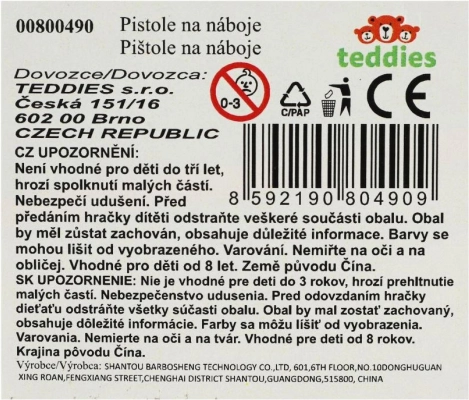 00800490
Pistole na náboje
Pištole na náboje
teddies
Dovozce/Dovozca:
TEDDIES s.r.o.
Česká 151/16
602 00 Brno
CZECH REPUBLIC
0-3
C/PAP
CE
CZ UPOZORNĚNÍ:
Není vhodné pro děti do tří let,
hrozí spolknutí malých částí.
Nebezpečí udušení. Před
8 592190 804909
předáním hračky dítěti odstraňte veškeré součásti obalu. Obal
by měl zůstat zachován, obsahuje důležité informace. Barvy se
mohou lišit od vyobrazeného. Varování. Nemiřte na oči a na
obličej. Vhodné pro děti od 8 let. Země původu Čína.
SK UPOZORNENIE: Nie je vhodné pre deti do 3 rokov, hrozí prehltnutie
malých častí. Nebezpečenstvo udusenia. Pred odovzdaním hračky
dieťaťu odstráňte všetky súčasti obalu. Obal by mal zostať zachovaný,
obsahuje dôležité informácie. Farby sa môžu líšiť od vyobrazenia.
Varovania. Nemierte na oči a na tvár. Vhodné pre deti od 8 rokov.
Krajina pôvodu Čína.
Výrobce/Výrobca: SHANTOU BARBOSHENG TECHNOLOGY CO.,LTD,601,6TH FLOOR,NO.10DONGHUGUAN
XING ROAN,FENGXIANG STREET,CHENGHAI DISTRICT SHANTOU,GUANGDONG,515800, CHINA